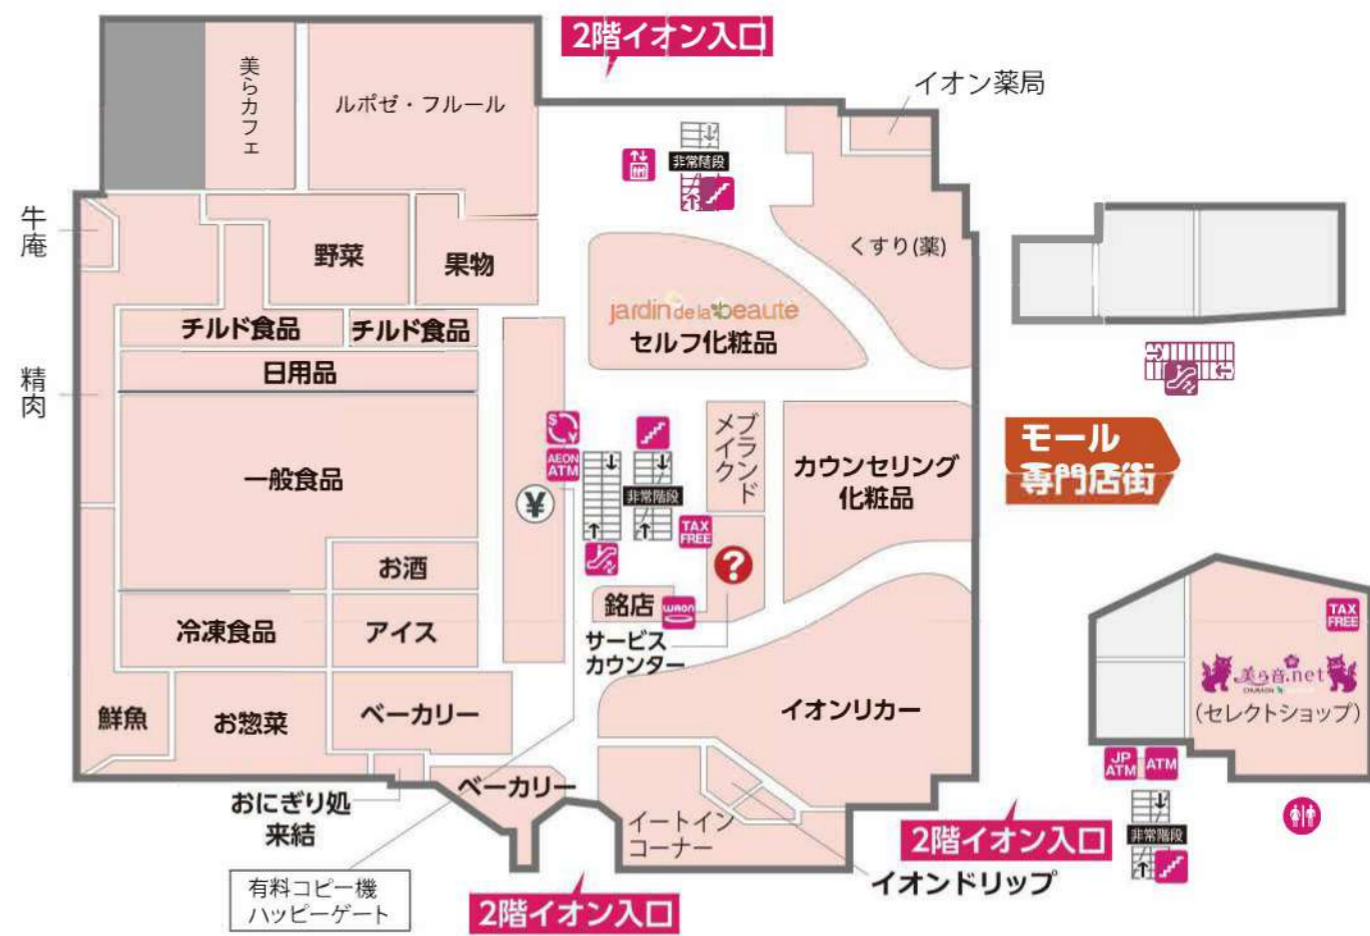 2階イオン入口
イオン薬局
美らカフェ
ルポゼ・フルール
非常階段
牛庵
野菜
果物
くすり(薬)
チルド食品
チルド食品
jardin de la beauté
セルフ化粧品
日用品
精肉
モール
専門店街
$ ¥
AEON
ATM
ブランド
メイク
カウンセリング
化粧品
一般食品
¥
非常階段
TAX
FREE
?
お酒
銘店
WAON
冷凍食品
アイス
サービス
カウンター
TAX
FREE
美ら音.net
(セレクトショップ)
鮮魚
お惣菜
ベーカリー
イオンリカー
JP
ATM
ATM
おにぎり処
来結
ベーカリー
イートイン
コーナー
2階イオン入口
非常階段
イオンドリップ
有料コピー機
ハッピーゲート
2階イオン入口